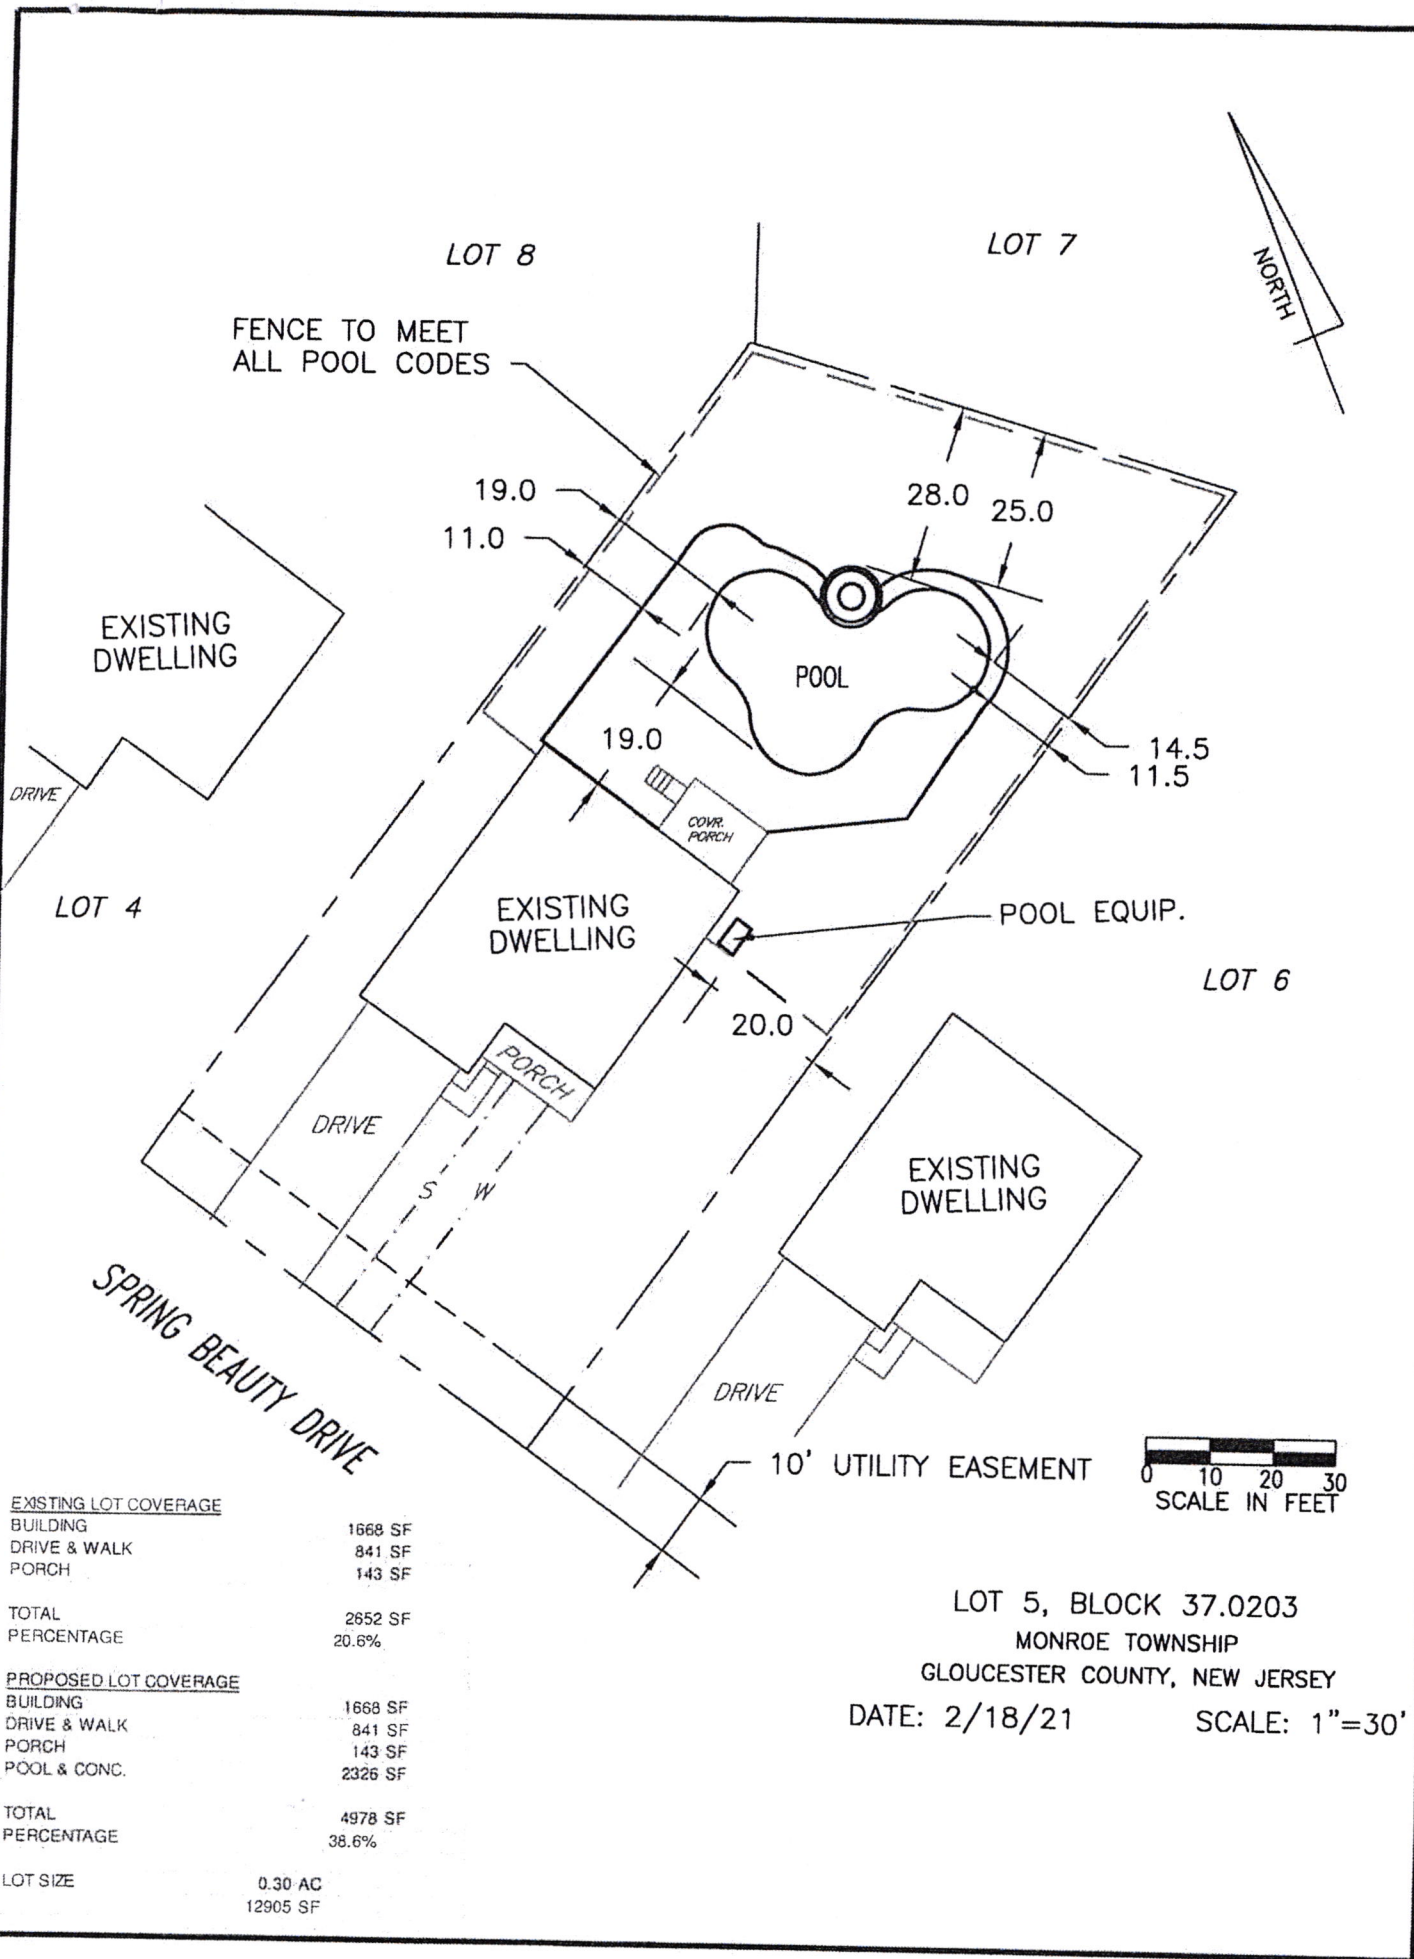 LOT 8
LOT 7
NORTH
FENCE TO MEET
ALL POOL CODES
19.0
11.0
28.0
25.0
EXISTING
DWELLING
POOL
19.0
14.5
11.5
DRIVE
COVR.
PORCH
LOT 4
EXISTING
DWELLING
POOL EQUIP.
LOT 6
20.0
PORCH
DRIVE
S W
EXISTING
DWELLING
SPRING BEAUTY DRIVE
DRIVE
10' UTILITY EASEMENT
0 10 20 30
SCALE IN FEET
EXISTING LOT COVERAGE
BUILDING 1668 SF
DRIVE & WALK 841 SF
PORCH 143 SF
TOTAL 2652 SF
PERCENTAGE 20.6%
PROPOSED LOT COVERAGE
BUILDING 1668 SF
DRIVE & WALK 841 SF
PORCH 143 SF
POOL & CONC. 2326 SF
TOTAL 4978 SF
PERCENTAGE 38.6%
LOT SIZE 0.30 AC
12905 SF
LOT 5, BLOCK 37.0203
MONROE TOWNSHIP
GLOUCESTER COUNTY, NEW JERSEY
DATE: 2/18/21 SCALE: 1"=30'